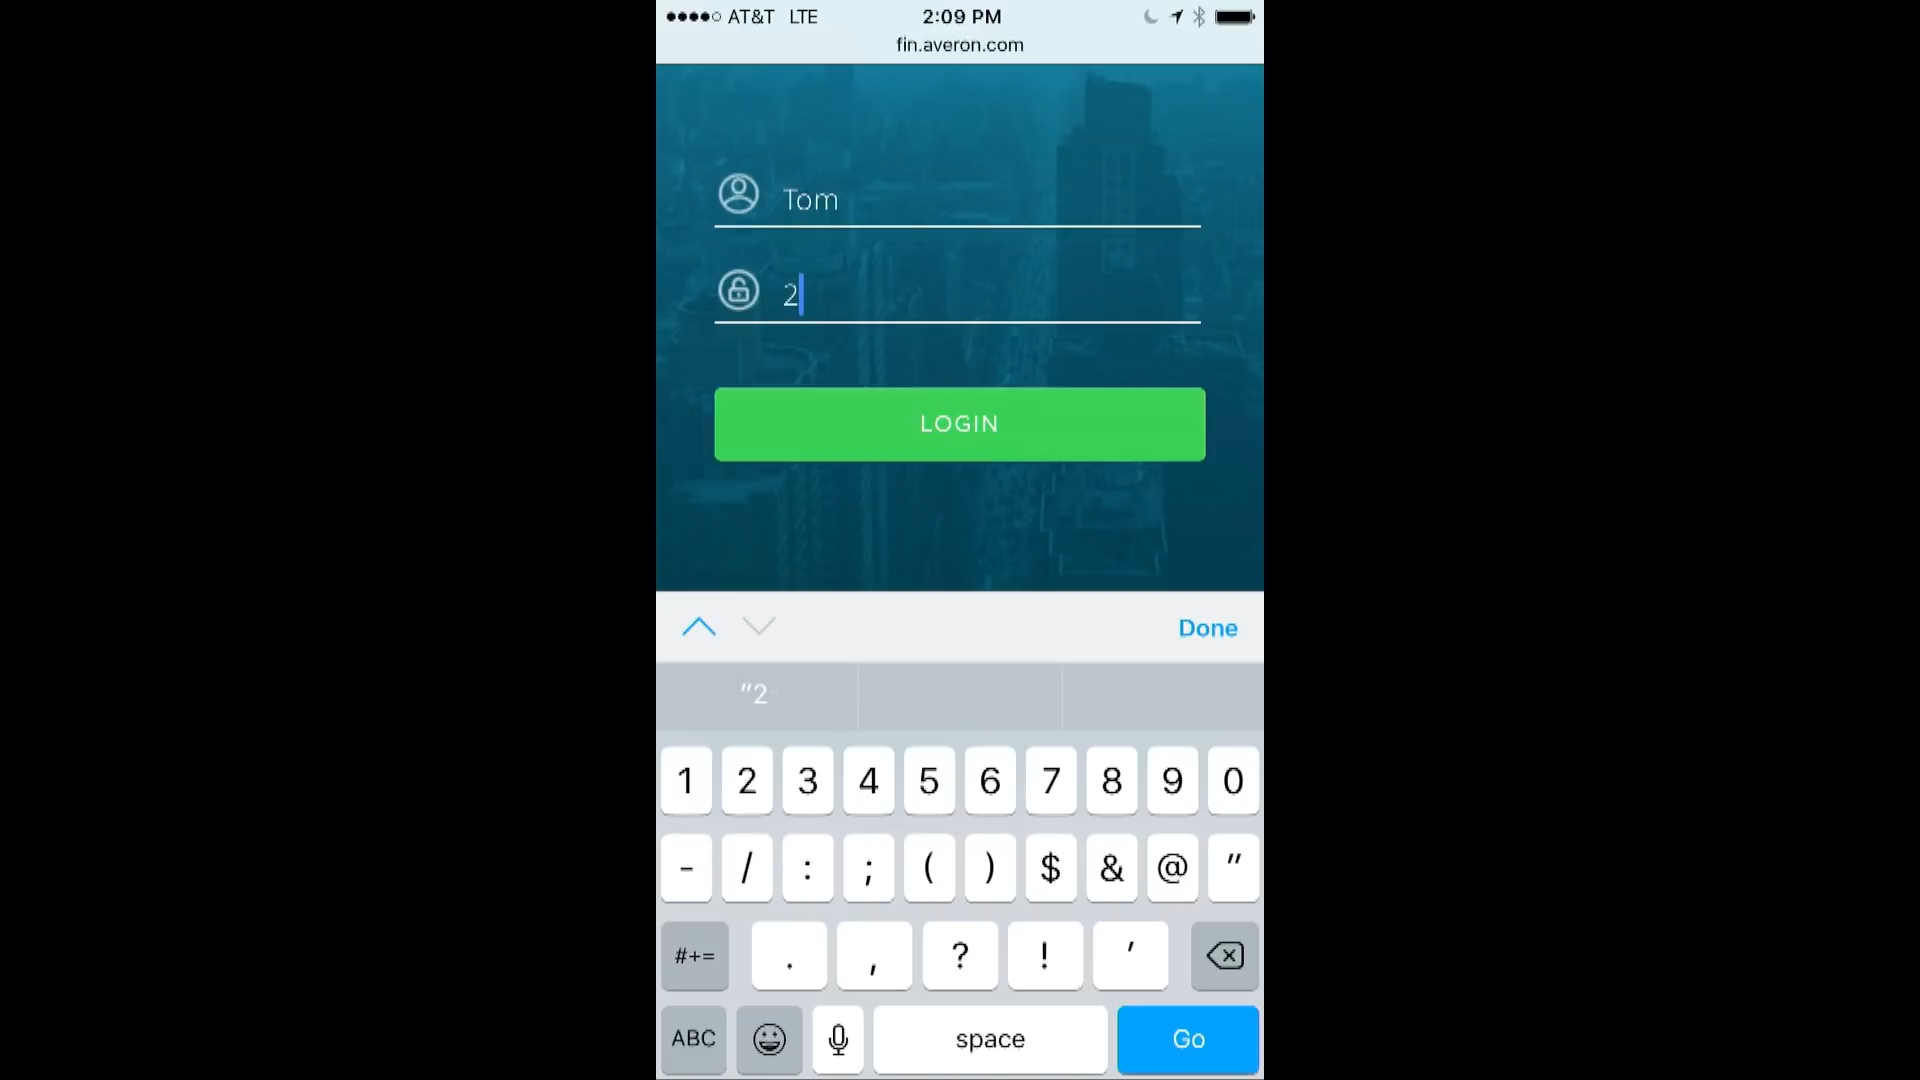 AT&T LTE 2:09 PM
fin.averon.com
Tom
2
LOGIN
Done
"2
1 2 3 4 5 6 7 8 9 0
- / : ; ( ) $ & @ "
#+= . , ? ! '
ABC space Go